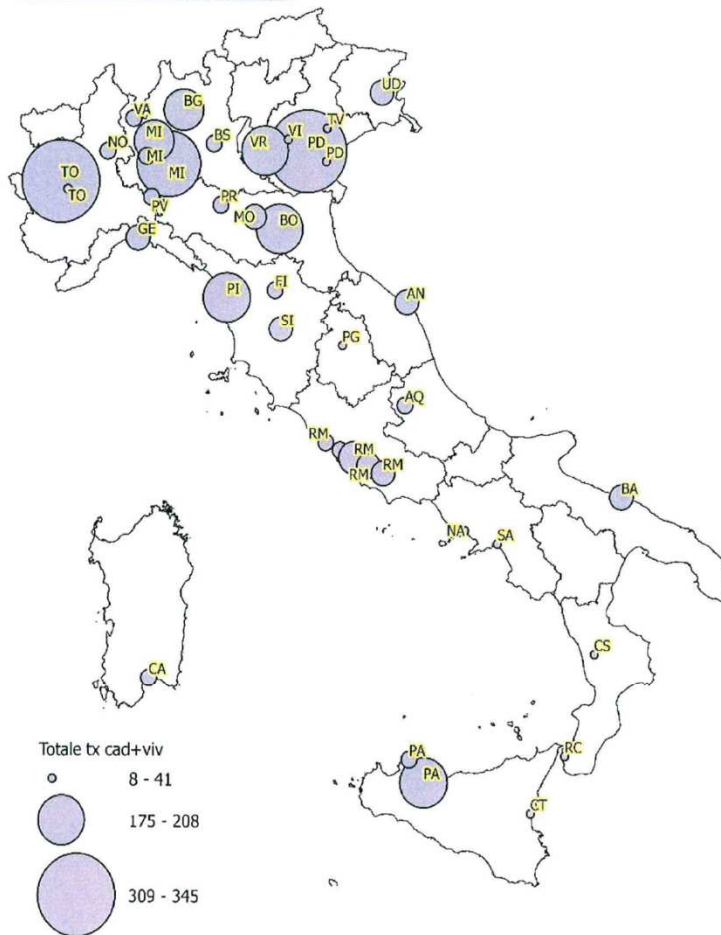 UD
BG
VA
TV
MI
BS
VI
PD
NO
VR
MI
PD
MI
TO
TO
PV
PR
MO
BO
GE
FI
PI
AN
SI
PG
AQ
RM
RM
RM
RM
BA
NA
SA
CS
CA
RC
PA
PA
CT
Totale tx cad+viv
8 - 41
175 - 208
309 - 345